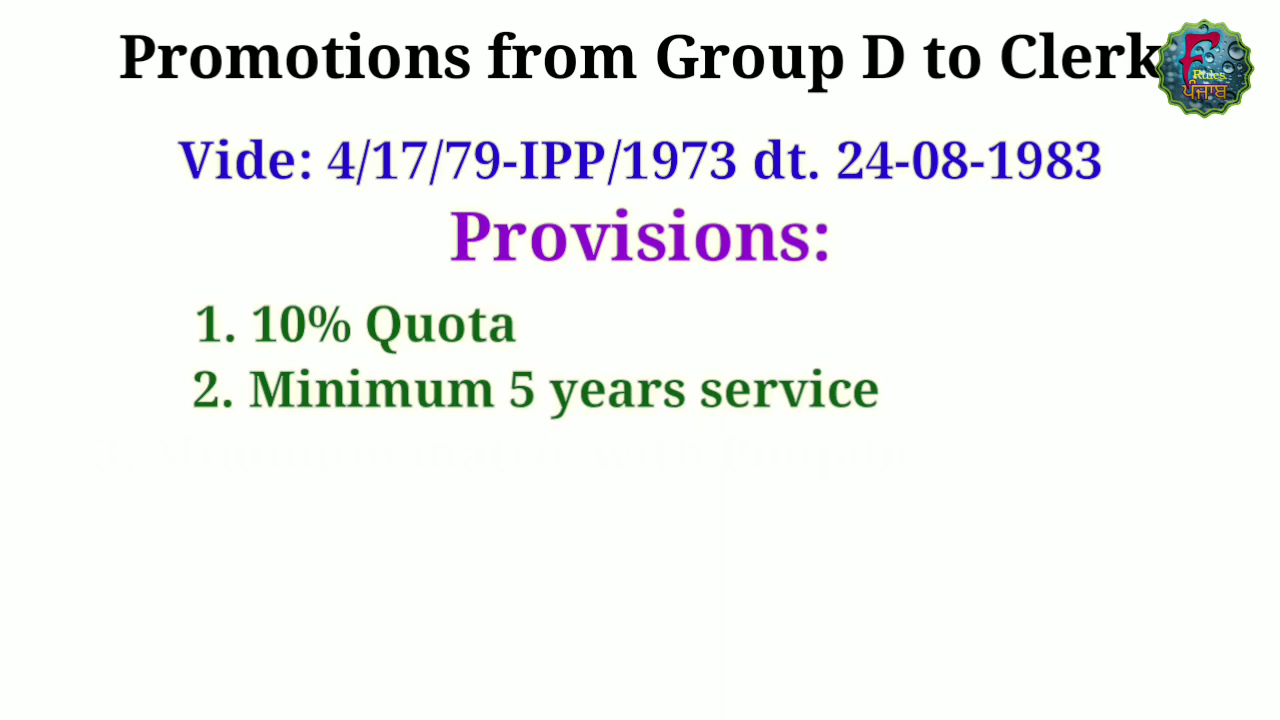 Promotions from Group D to Clerk
F
Rules
ਪੰਜਾਬ
Vide: 4/17/79-IPP/1973 dt. 24-08-1983
Provisions:
1. 10% Quota
2. Minimum 5 years service